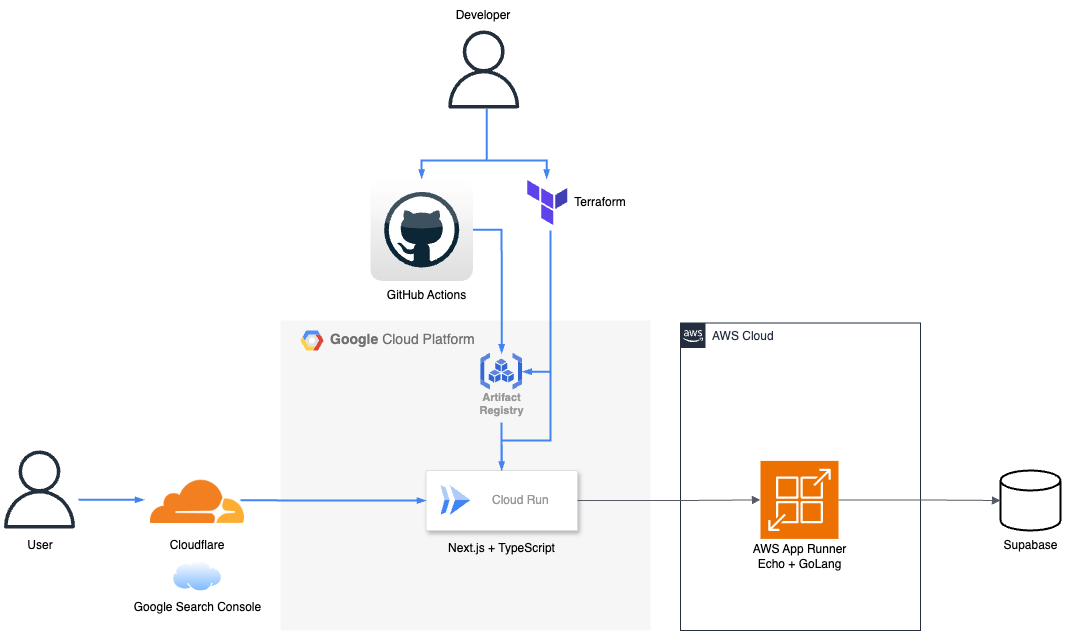 Developer
Terraform
GitHub Actions
Google Cloud Platform
aws
AWS Cloud
Artifact
Registry
Cloud Run
User
Cloudflare
Next.js + TypeScript
AWS App Runner
Echo + GoLang
Supabase
Google Search Console